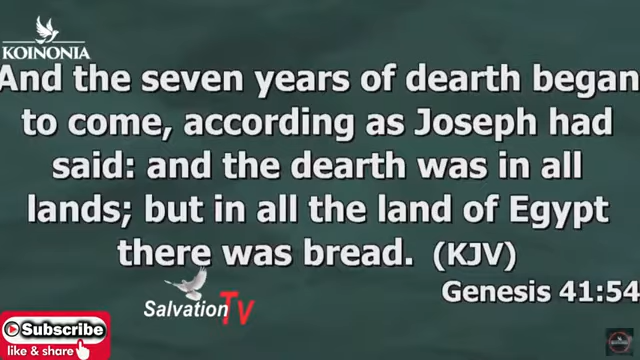 KOINONIA
And the seven years of dearth began
to come, according as Joseph had
said: and the dearth was in all
lands; but in all the land of Egypt
there was bread. (KJV)
Genesis 41:54
Salvation TV
Subscribe
like & share